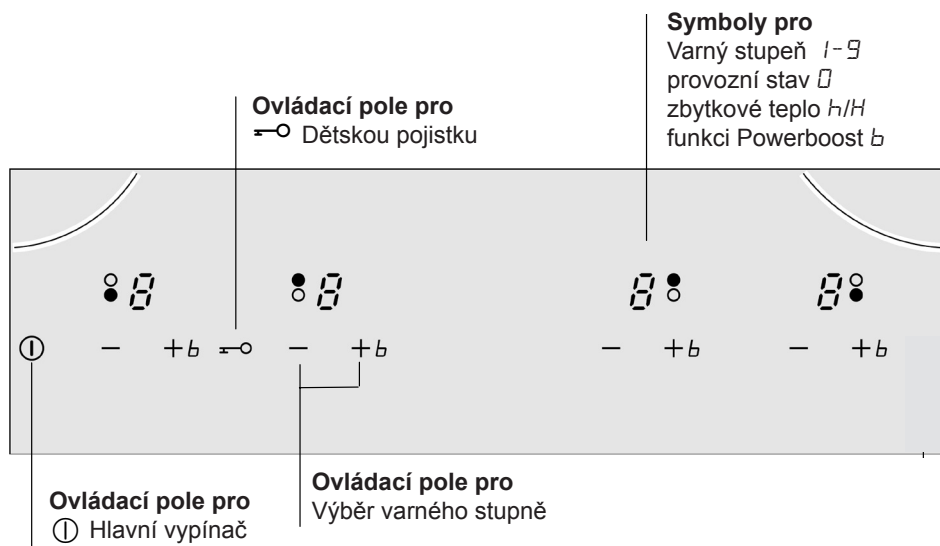 Symboly pro
Varný stupeň 1-9
provozní stav 0
zbytkové teplo h/H
funkci Powerboost b
Ovládací pole pro
Dětskou pojistku
8 8 8 8
− +b − +b − +b − +b
Ovládací pole pro
Výběr varného stupně
Ovládací pole pro
Hlavní vypínač